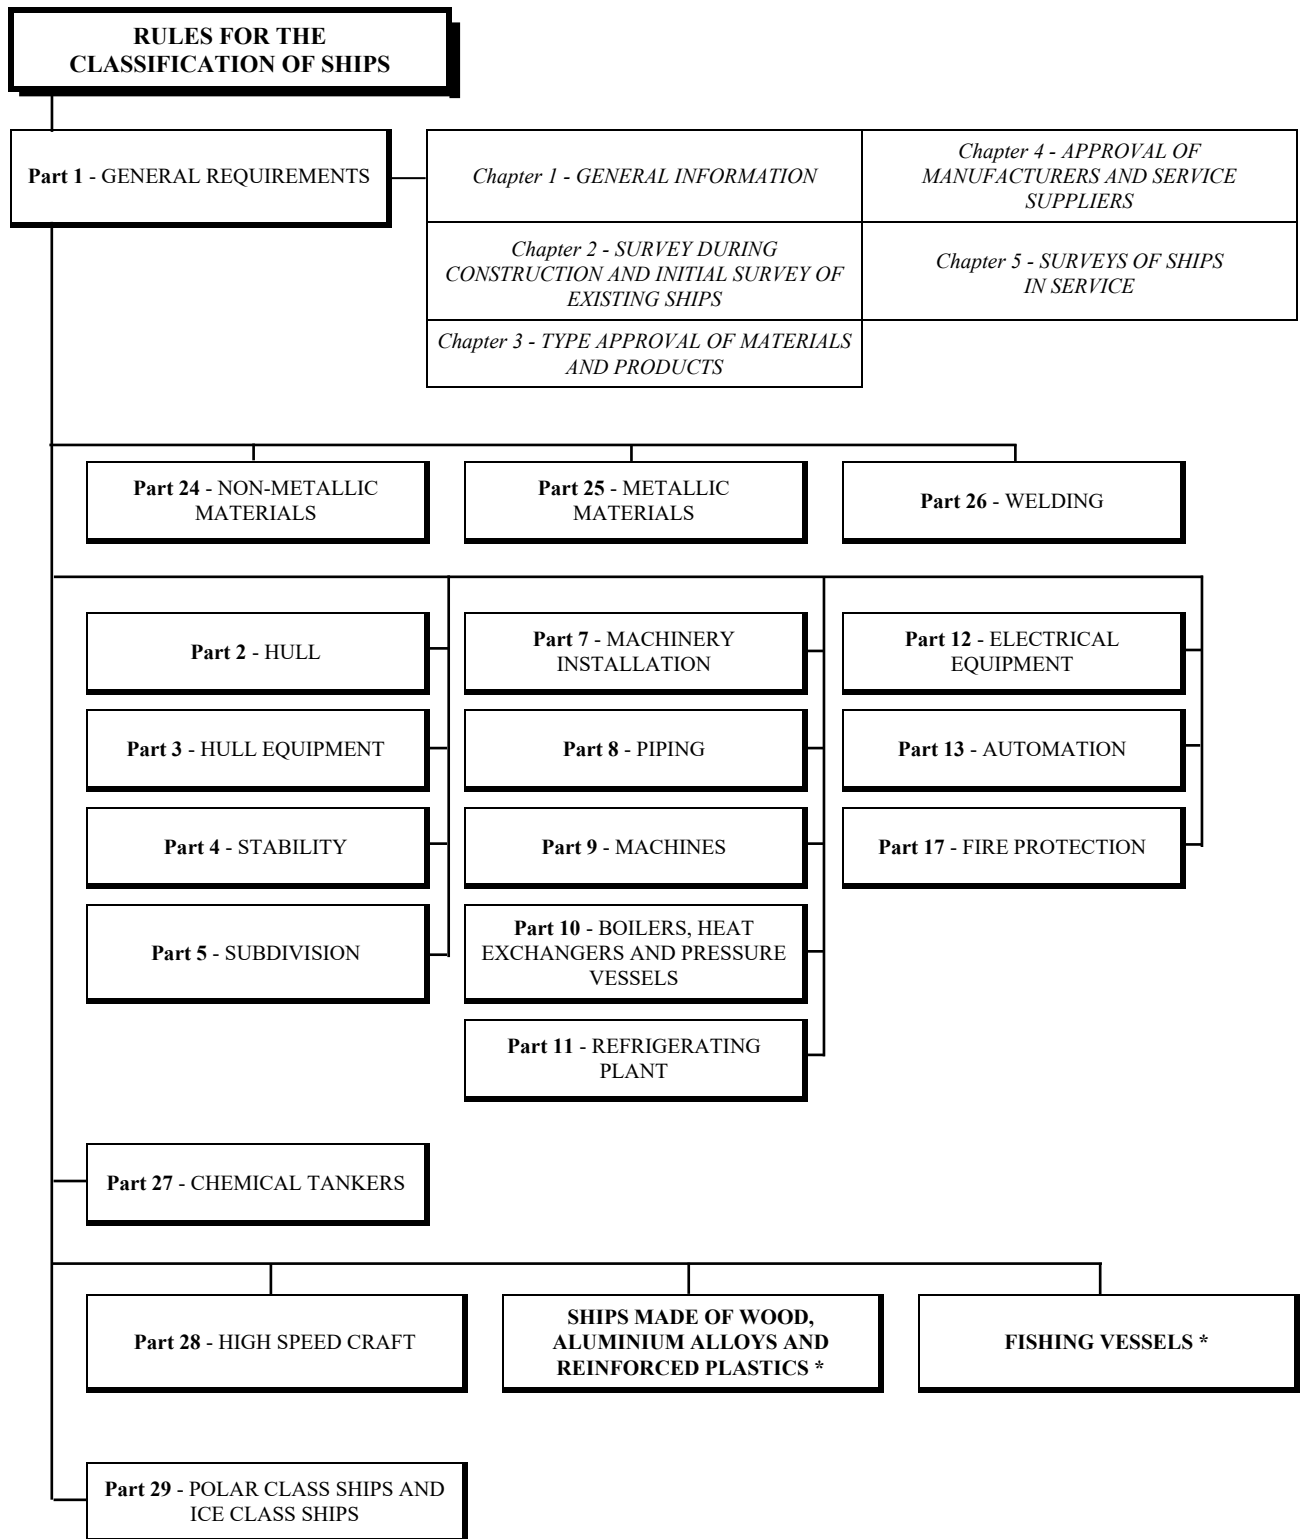 RULES FOR THE
CLASSIFICATION OF SHIPS
Part 1 - GENERAL REQUIREMENTS
Chapter 1 - GENERAL INFORMATION
Chapter 4 - APPROVAL OF
MANUFACTURERS AND SERVICE
SUPPLIERS
Chapter 2 - SURVEY DURING
CONSTRUCTION AND INITIAL SURVEY OF
EXISTING SHIPS
Chapter 5 - SURVEYS OF SHIPS
IN SERVICE
Chapter 3 - TYPE APPROVAL OF MATERIALS
AND PRODUCTS
Part 24 - NON-METALLIC
MATERIALS
Part 25 - METALLIC
MATERIALS
Part 26 - WELDING
Part 2 - HULL
Part 7 - MACHINERY
INSTALLATION
Part 12 - ELECTRICAL
EQUIPMENT
Part 3 - HULL EQUIPMENT
Part 8 - PIPING
Part 13 - AUTOMATION
Part 4 - STABILITY
Part 9 - MACHINES
Part 17 - FIRE PROTECTION
Part 5 - SUBDIVISION
Part 10 - BOILERS, HEAT
EXCHANGERS AND PRESSURE
VESSELS
Part 11 - REFRIGERATING
PLANT
Part 27 - CHEMICAL TANKERS
Part 28 - HIGH SPEED CRAFT
SHIPS MADE OF WOOD,
ALUMINIUM ALLOYS AND
REINFORCED PLASTICS *
FISHING VESSELS *
Part 29 - POLAR CLASS SHIPS AND
ICE CLASS SHIPS